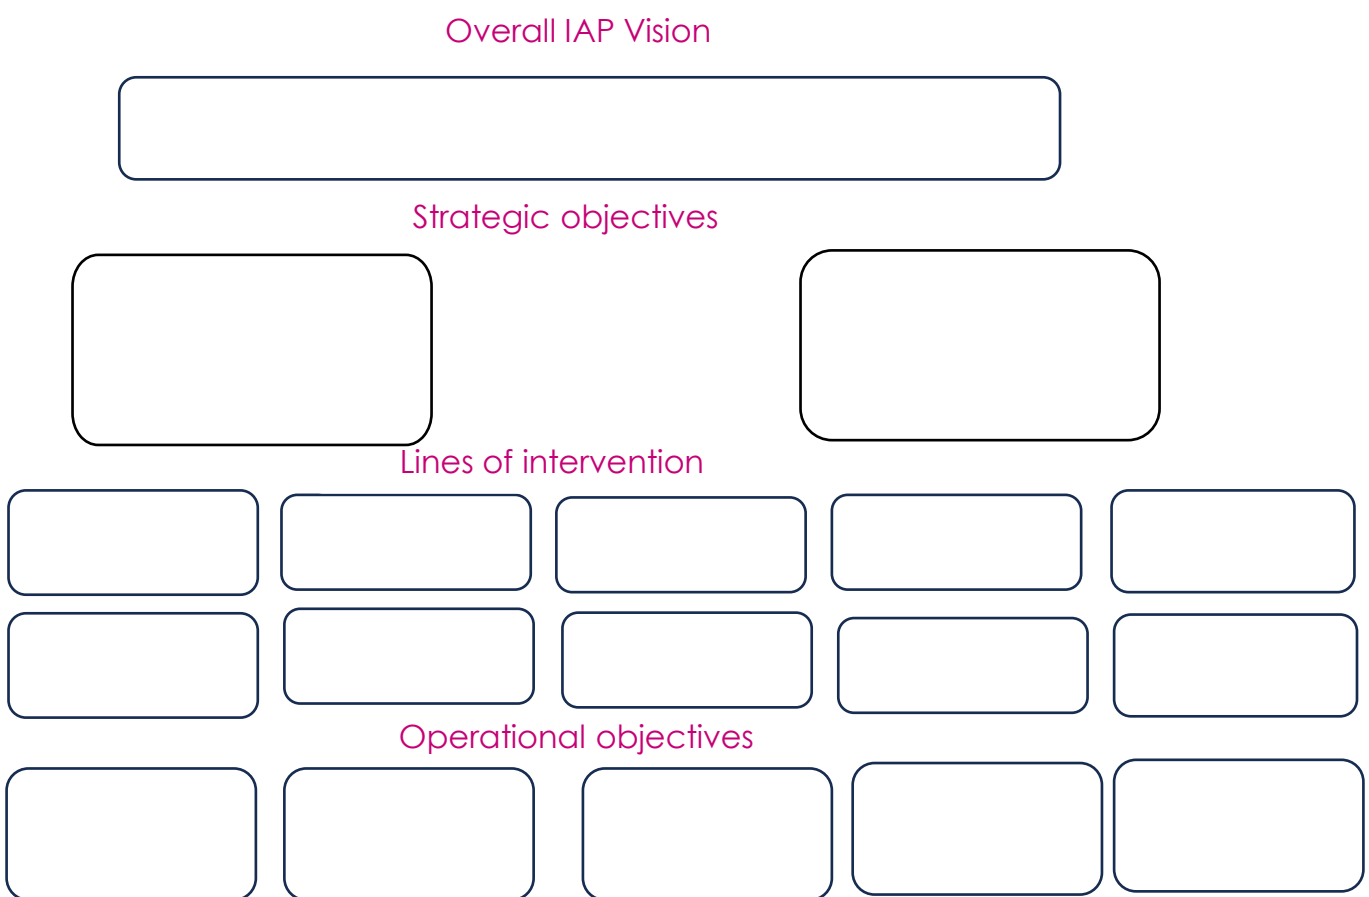 Overall IAP Vision
Strategic objectives
Lines of intervention
Operational objectives